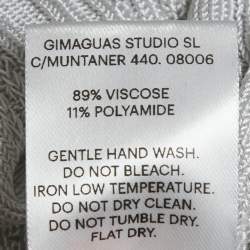 GIMAGUAS STUDIO SL
C/MUNTANER 440. 08006
89% VISCOSE
11% POLYAMIDE
GENTLE HAND WASH.
DO NOT BLEACH.
IRON LOW TEMPERATURE.
DO NOT DRY CLEAN.
DO NOT TUMBLE DRY.
FLAT DRY.